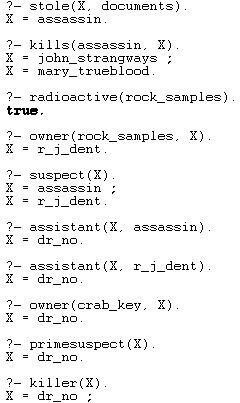 ?- stole(X, documents).
X = assassin.
?- kills(assassin, X).
X = john_strangways ;
X = mary_trueblood.
?- radioactive(rock_samples).
true.
?- owner(rock_samples, X).
X = r_j_dent.
?- suspect(X).
X = assassin ;
X = r_j_dent.
?- assistant(X, assassin).
X = dr_no.
?- assistant(X, r_j_dent).
X = dr_no.
?- owner(crab_key, X).
X = dr_no.
?- primesuspect(X).
X = dr_no.
?- killer(X).
X = dr_no ;